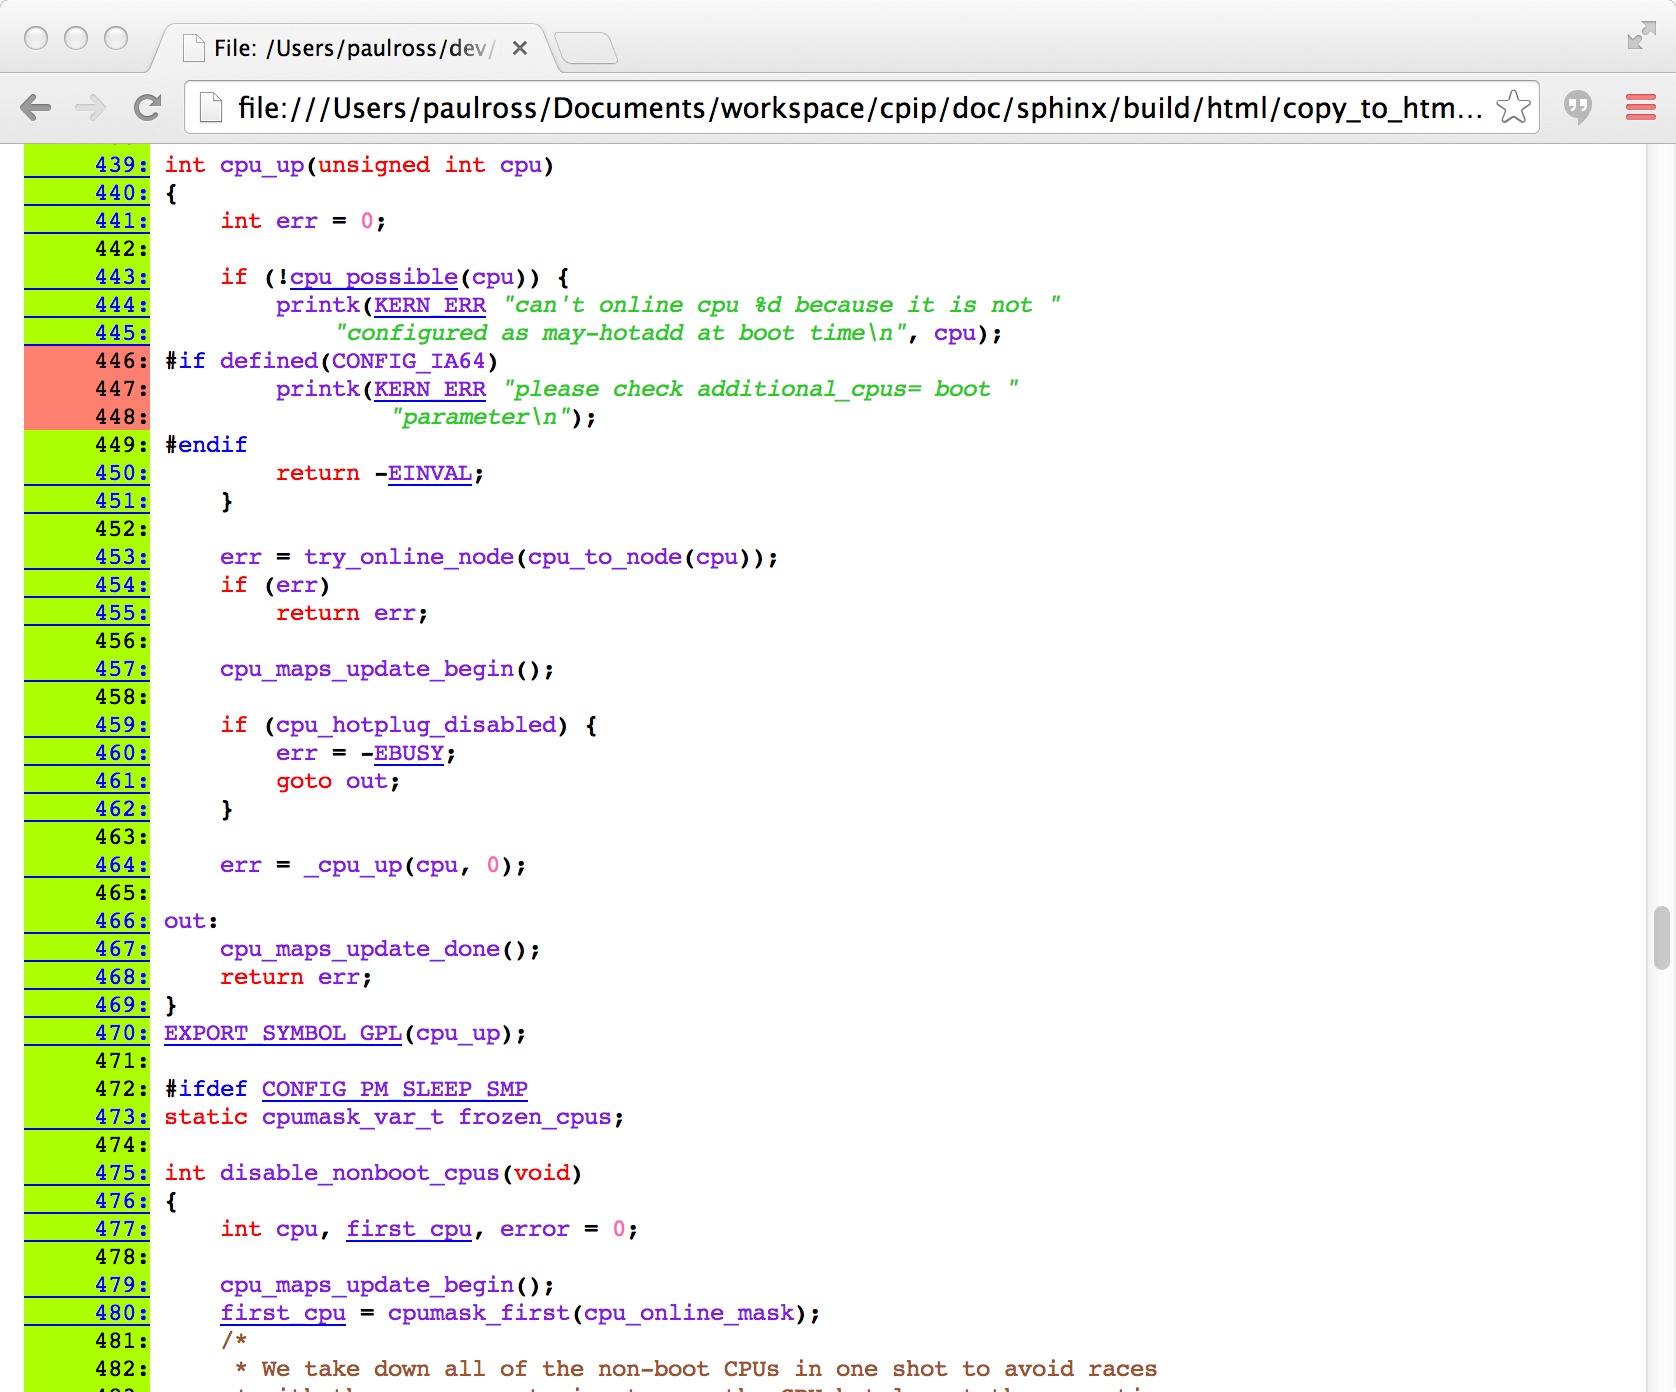 File: /Users/paulross/dev/
file:///Users/paulross/Documents/workspace/cpip/doc/sphinx/build/html/copy_to_htm...
439: int cpu_up(unsigned int cpu)
440: {
441:     int err = 0;
442:
443:     if (!cpu_possible(cpu)) {
444:         printk(KERN_ERR "can't online cpu %d because it is not "
445:             "configured as may-hotadd at boot time\n", cpu);
446: #if defined(CONFIG_IA64)
447:         printk(KERN_ERR "please check additional_cpus= boot "
448:                 "parameter\n");
449: #endif
450:         return -EINVAL;
451:     }
452:
453:     err = try_online_node(cpu_to_node(cpu));
454:     if (err)
455:         return err;
456:
457:     cpu_maps_update_begin();
458:
459:     if (cpu_hotplug_disabled) {
460:         err = -EBUSY;
461:         goto out;
462:     }
463:
464:     err = _cpu_up(cpu, 0);
465:
466: out:
467:     cpu_maps_update_done();
468:     return err;
469: }
470: EXPORT_SYMBOL_GPL(cpu_up);
471:
472: #ifdef CONFIG_PM_SLEEP_SMP
473: static cpumask_var_t frozen_cpus;
474:
475: int disable_nonboot_cpus(void)
476: {
477:     int cpu, first_cpu, error = 0;
478:
479:     cpu_maps_update_begin();
480:     first_cpu = cpumask_first(cpu_online_mask);
481:     /*
482:      * We take down all of the non-boot CPUs in one shot to avoid races